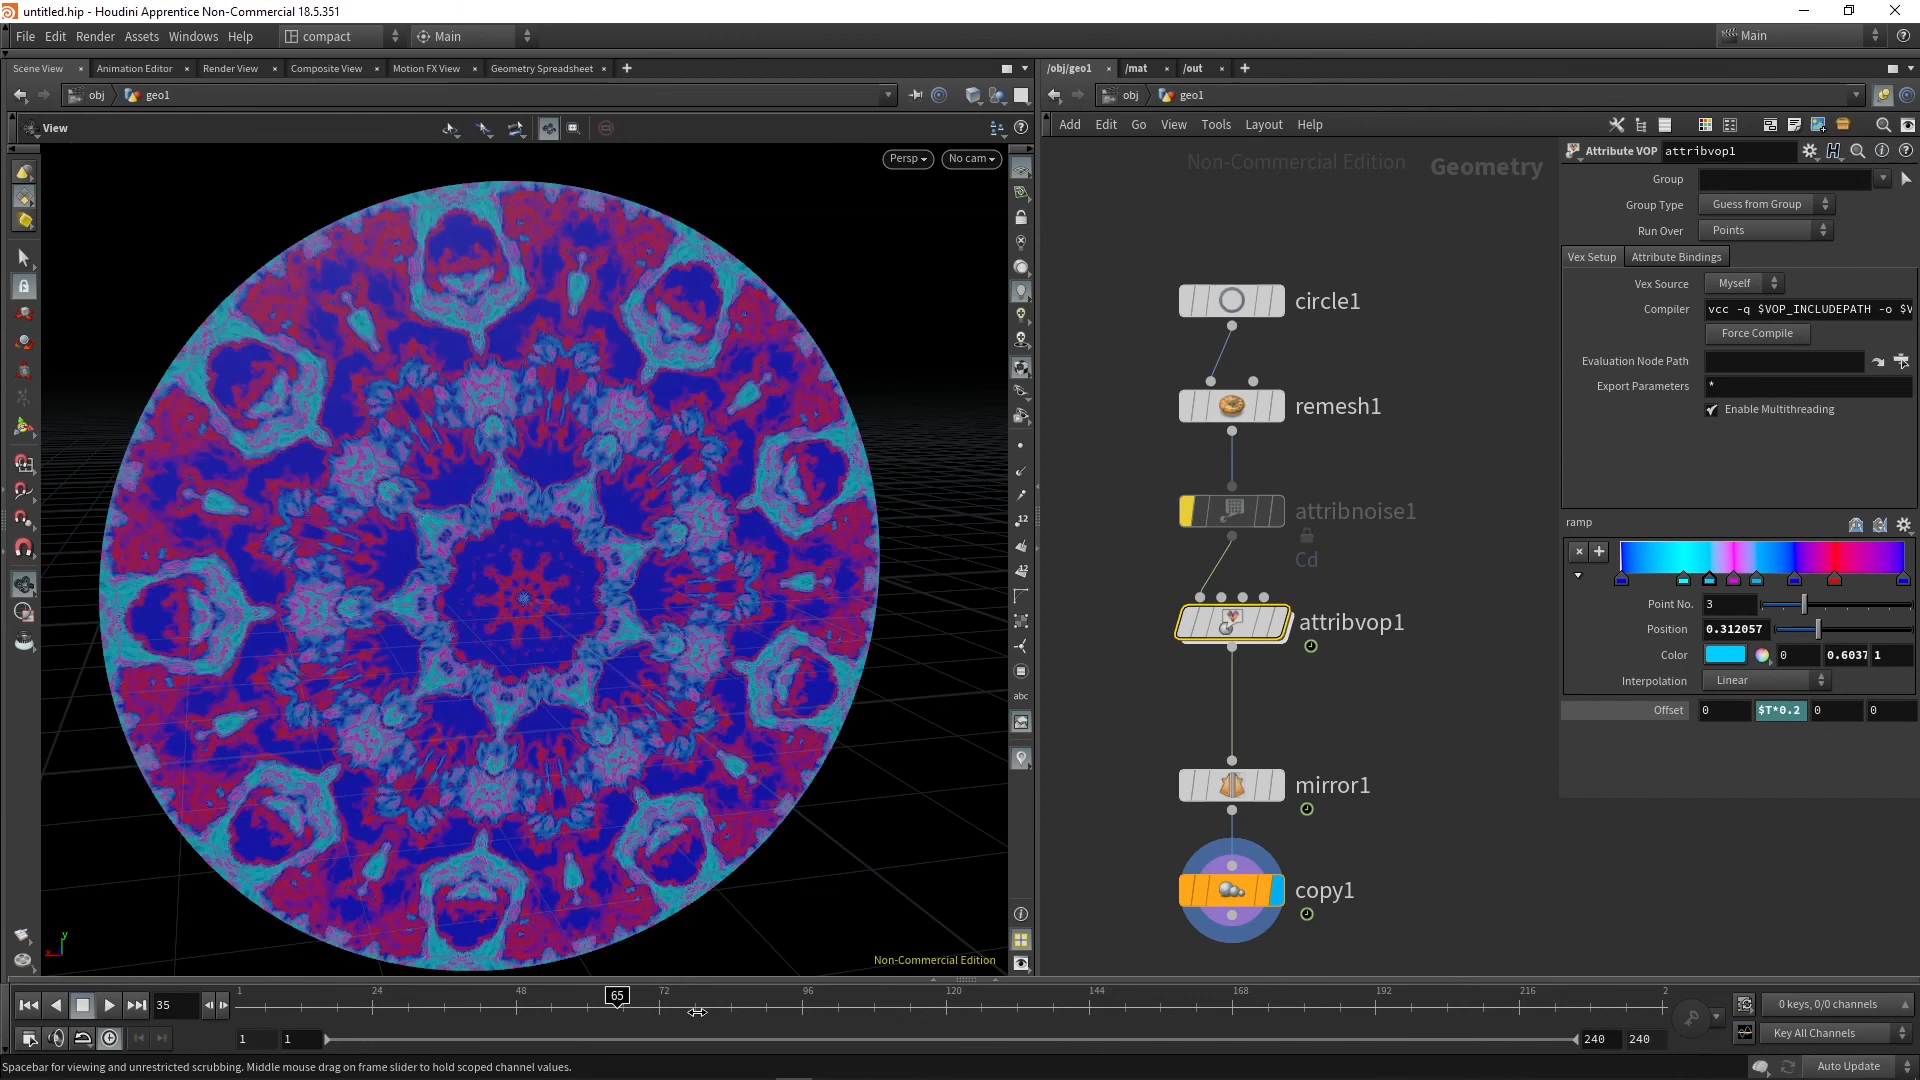 untitled.hip - Houdini Apprentice Non-Commercial 18.5.351
File Edit Render Assets Windows Help compact Main Main
Scene View Animation Editor Render View Composite View Motion FX View Geometry Spreadsheet
/obj/geo1 /mat /out
obj geo1
obj geo1
View
Add Edit Go View Tools Layout Help
Persp No cam
Non-Commercial Edition Geometry
circle1
remesh1
attribnoise1
Cd
attribvop1
mirror1
copy1
Non-Commercial Edition
12
12
abc
y
x
Attribute VOP attribvop1
Group
Group Type Guess from Group
Run Over Points
Vex Setup Attribute Bindings
Vex Source Myself
Compiler vcc -q $VOP_INCLUDEPATH -o $V
Force Compile
Evaluation Node Path
Export Parameters *
Enable Multithreading
ramp
Point No. 3
Position 0.312057
Color 0 0.6037 1
Interpolation Linear
Offset 0 $T*0.2 0 0
35 1 24 48 65 72 96 120 144 168 192 216 2
0 keys, 0/0 channels
1 1 240 240
Key All Channels
Spacebar for viewing and unrestricted scrubbing. Middle mouse drag on frame slider to hold scoped channel values.
Auto Update